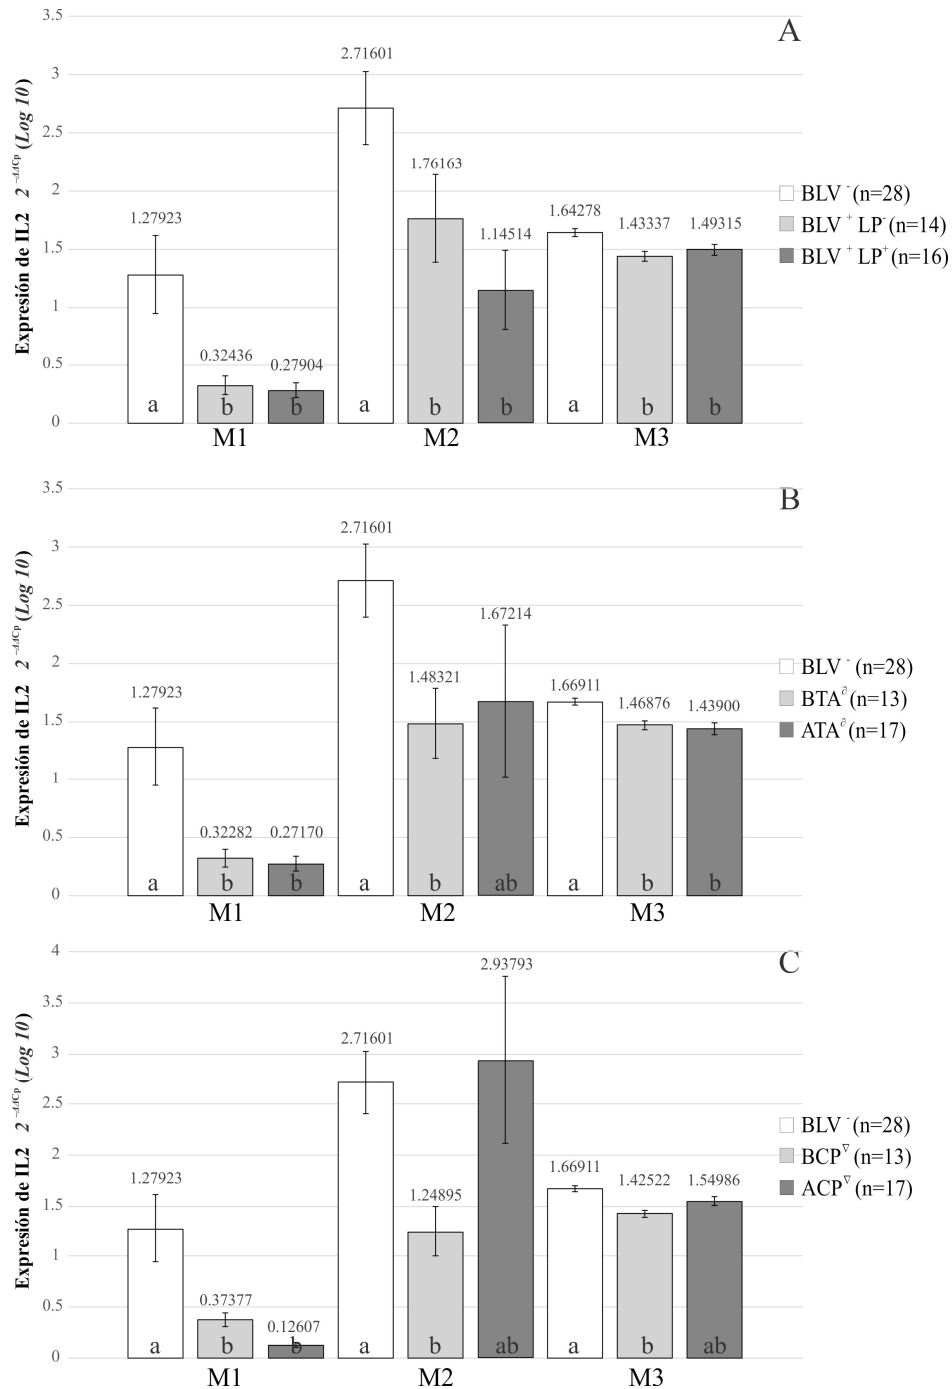 A
Expresión de IL2 2^-ΔΔCp (Log 10)
3.5
3
2.5
2
1.5
1
0.5
0
1.27923
0.32436
0.27904
2.71601
1.76163
1.14514
1.64278
1.43337
1.49315
a b b a b b a b b
M1 M2 M3
BLV - (n=28)
BLV + LP- (n=14)
BLV + LP+ (n=16)
B
Expresión de IL2 2^-ΔΔCp (Log 10)
3.5
3
2.5
2
1.5
1
0.5
0
1.27923
0.32282
0.27170
2.71601
1.48321
1.67214
1.66911
1.46876
1.43900
a b b a b ab a b b
M1 M2 M3
BLV - (n=28)
BTA∂ (n=13)
ATA∂ (n=17)
C
Expresión de IL2 2^-ΔΔCp (Log 10)
4
3.5
3
2.5
2
1.5
1
0.5
0
1.27923
0.37377
0.12607
2.71601
1.24895
2.93793
1.66911
1.42522
1.54986
a b b a b ab a b ab
M1 M2 M3
BLV - (n=28)
BCP∇ (n=13)
ACP∇ (n=17)